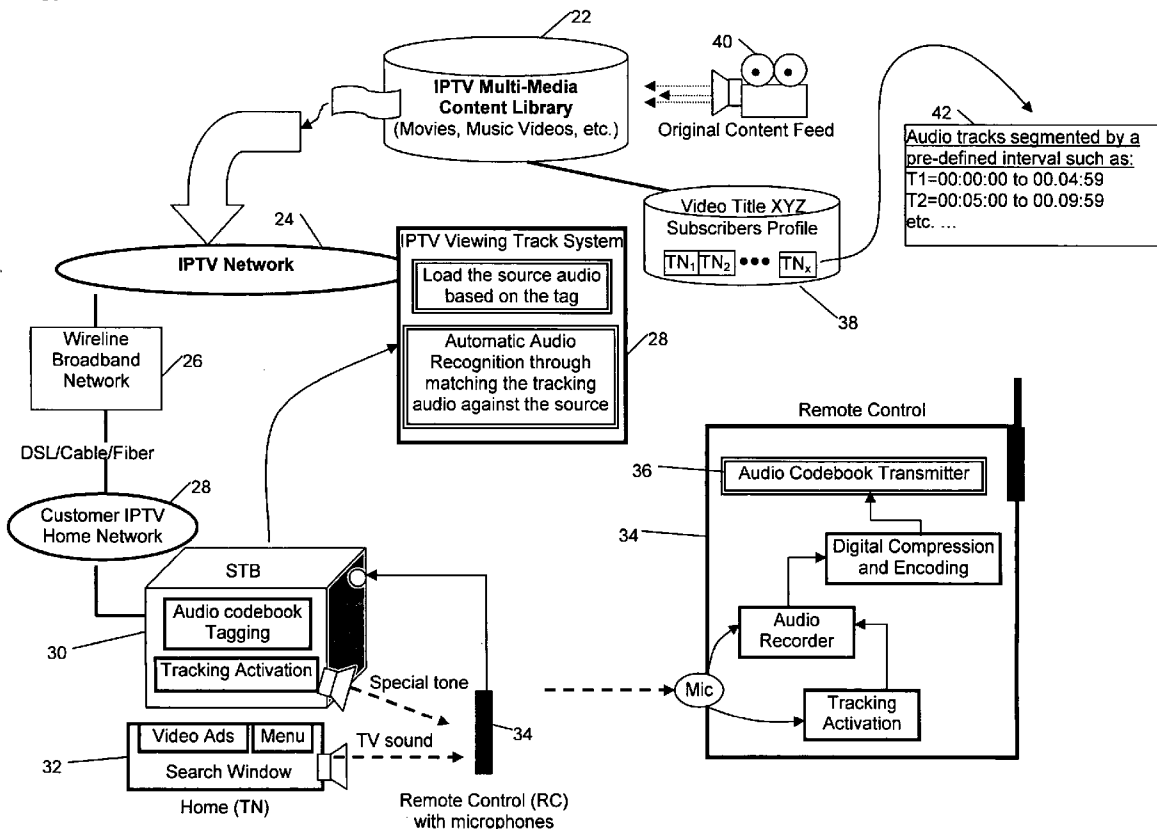 22
40
IPTV Multi-Media
Content Library
(Movies, Music Videos, etc.)
Original Content Feed
42
Audio tracks segmented by a
pre-defined interval such as:
T1=00:00:00 to 00.04:59
T2=00:05:00 to 00.09:59
etc. ...
24
IPTV Network
IPTV Viewing Track System
Load the source audio
based on the tag
Automatic Audio
Recognition through
matching the tracking
audio against the source
28
Video Title XYZ
Subscribers Profile
TN1 TN2 ●●● TNx
38
Wireline
Broadband
Network
26
DSL/Cable/Fiber
28
Customer IPTV
Home Network
STB
Audio codebook
Tagging
Tracking Activation
30
Special tone
34
Video Ads
Menu
TV sound
32
Search Window
Home (TN)
Remote Control (RC)
with microphones
Remote Control
36
Audio Codebook Transmitter
34
Digital Compression
and Encoding
Audio
Recorder
Mic
Tracking
Activation